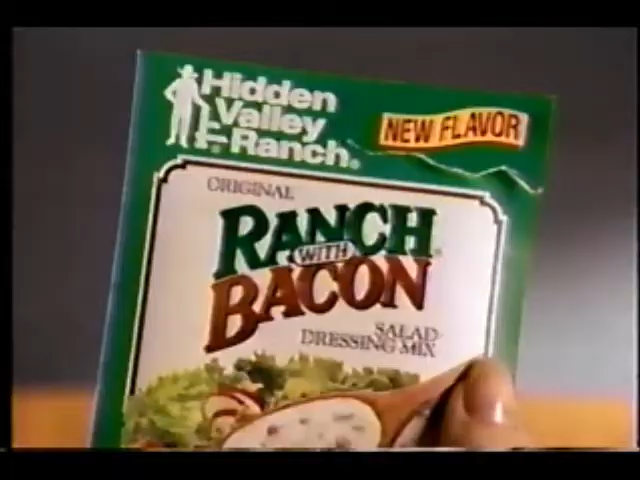 Hidden
Valley
Ranch®
NEW FLAVOR
ORIGINAL
RANCH
WITH
BACON
SALAD
DRESSING MIX